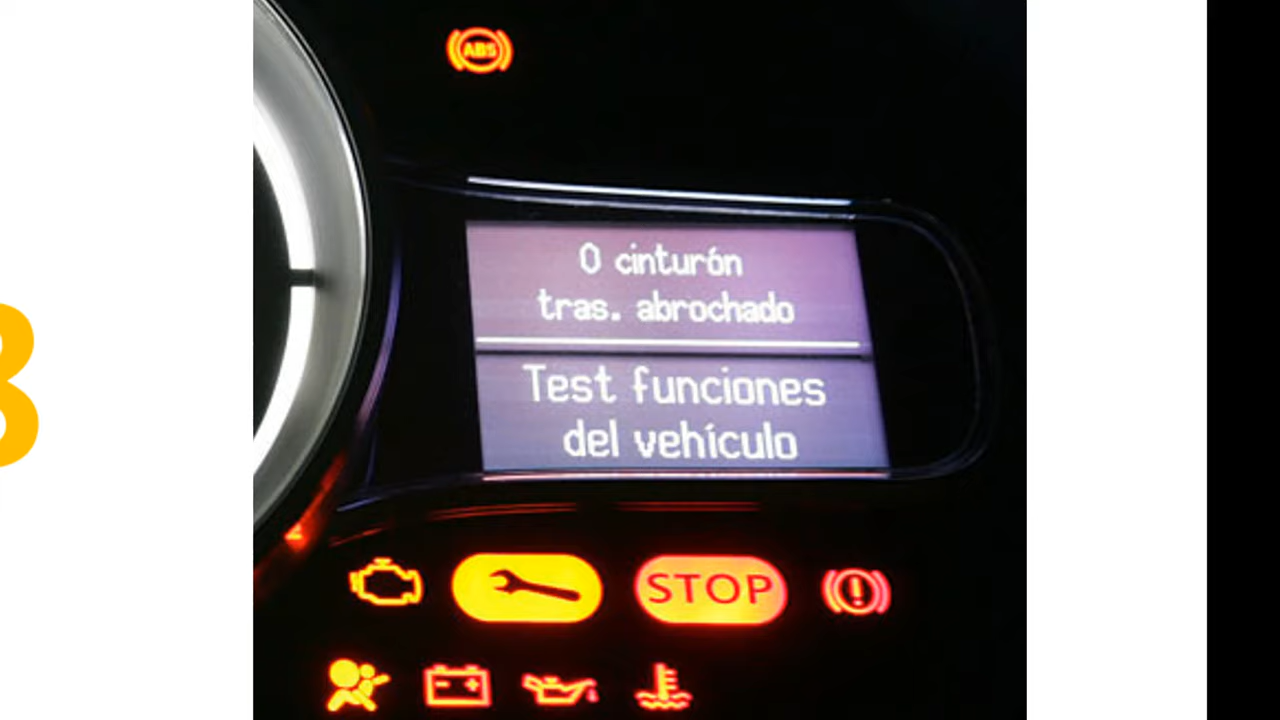 ABS
0 cinturón
tras. abrochado
Test funciones
del vehículo
STOP